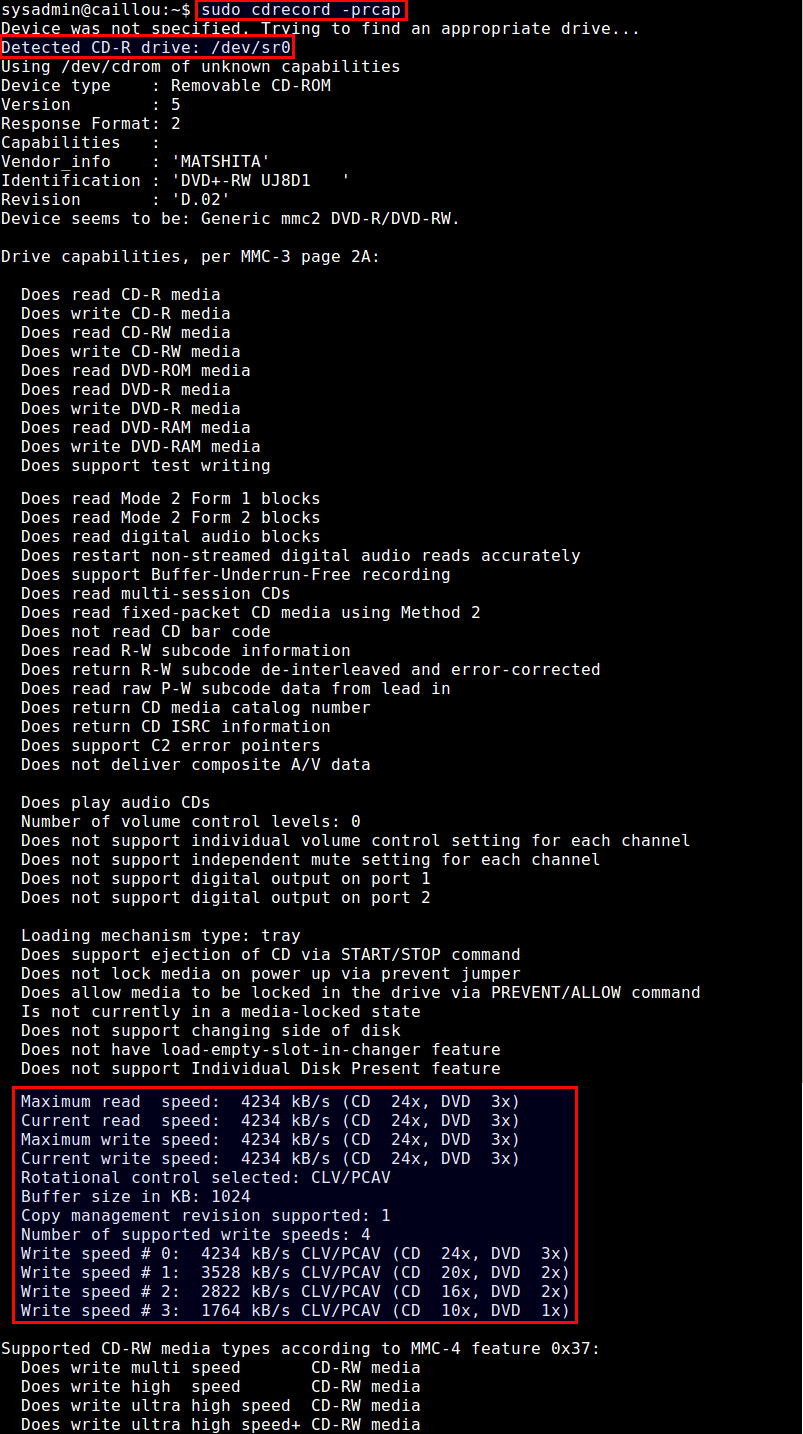 sysadmin@caillou:~$ sudo cdrecord -prcap
Device was not specified. Trying to find an appropriate drive...
Detected CD-R drive: /dev/sr0
Using /dev/cdrom of unknown capabilities
Device type    : Removable CD-ROM
Version        : 5
Response Format: 2
Capabilities   :
Vendor_info    : 'MATSHITA'
Identification : 'DVD+-RW UJ8D1   '
Revision       : 'D.02'
Device seems to be: Generic mmc2 DVD-R/DVD-RW.

Drive capabilities, per MMC-3 page 2A:

  Does read CD-R media
  Does write CD-R media
  Does read CD-RW media
  Does write CD-RW media
  Does read DVD-ROM media
  Does read DVD-R media
  Does write DVD-R media
  Does read DVD-RAM media
  Does write DVD-RAM media
  Does support test writing

  Does read Mode 2 Form 1 blocks
  Does read Mode 2 Form 2 blocks
  Does read digital audio blocks
  Does restart non-streamed digital audio reads accurately
  Does support Buffer-Underrun-Free recording
  Does read multi-session CDs
  Does read fixed-packet CD media using Method 2
  Does not read CD bar code
  Does read R-W subcode information
  Does return R-W subcode de-interleaved and error-corrected
  Does read raw P-W subcode data from lead in
  Does return CD media catalog number
  Does return CD ISRC information
  Does support C2 error pointers
  Does not deliver composite A/V data

  Does play audio CDs
  Number of volume control levels: 0
  Does not support individual volume control setting for each channel
  Does not support independent mute setting for each channel
  Does not support digital output on port 1
  Does not support digital output on port 2

  Loading mechanism type: tray
  Does support ejection of CD via START/STOP command
  Does not lock media on power up via prevent jumper
  Does allow media to be locked in the drive via PREVENT/ALLOW command
  Is not currently in a media-locked state
  Does not support changing side of disk
  Does not have load-empty-slot-in-changer feature
  Does not support Individual Disk Present feature

  Maximum read  speed:  4234 kB/s (CD  24x, DVD  3x)
  Current read  speed:  4234 kB/s (CD  24x, DVD  3x)
  Maximum write speed:  4234 kB/s (CD  24x, DVD  3x)
  Current write speed:  4234 kB/s (CD  24x, DVD  3x)
  Rotational control selected: CLV/PCAV
  Buffer size in KB: 1024
  Copy management revision supported: 1
  Number of supported write speeds: 4
  Write speed # 0:  4234 kB/s CLV/PCAV (CD  24x, DVD  3x)
  Write speed # 1:  3528 kB/s CLV/PCAV (CD  20x, DVD  2x)
  Write speed # 2:  2822 kB/s CLV/PCAV (CD  16x, DVD  2x)
  Write speed # 3:  1764 kB/s CLV/PCAV (CD  10x, DVD  1x)

Supported CD-RW media types according to MMC-4 feature 0x37:
  Does write multi speed       CD-RW media
  Does write high  speed       CD-RW media
  Does write ultra high speed  CD-RW media
  Does write ultra high speed+ CD-RW media